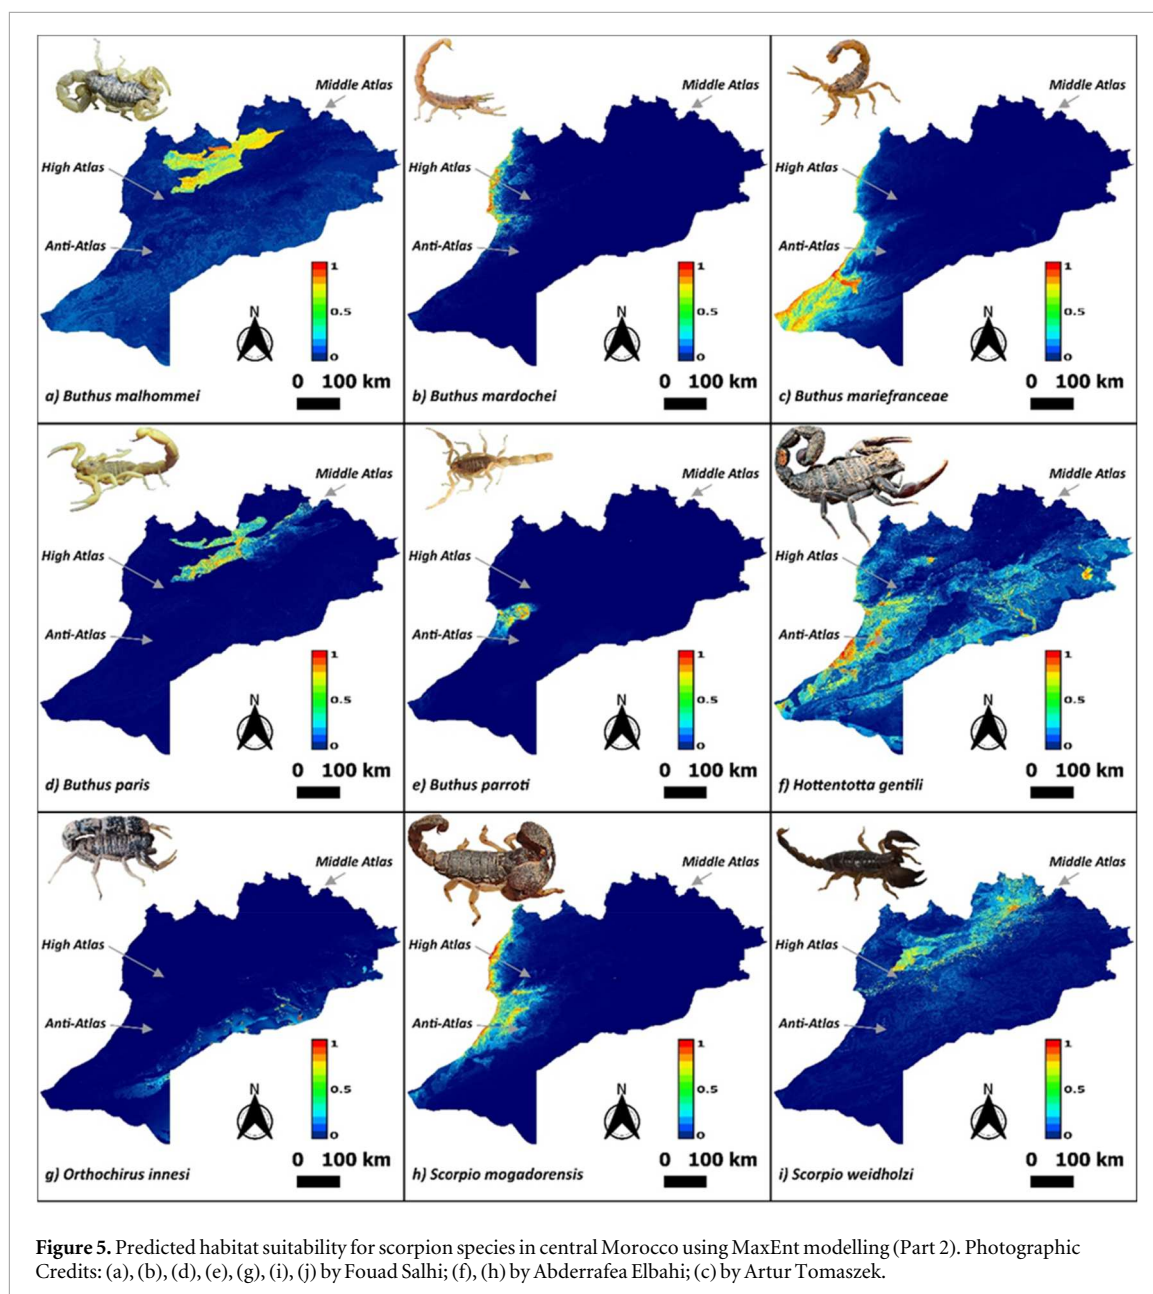 Middle Atlas
High Atlas
Anti-Atlas
1
0.5
0
N
0 100 km
a) Buthus malhommei
Middle Atlas
High Atlas
Anti-Atlas
1
0.5
0
N
0 100 km
b) Buthus mardochei
Middle Atlas
High Atlas
Anti-Atlas
1
0.5
0
N
0 100 km
c) Buthus mariefranceae
Middle Atlas
High Atlas
Anti-Atlas
1
0.5
0
N
0 100 km
d) Buthus paris
Middle Atlas
High Atlas
Anti-Atlas
1
0.5
0
N
0 100 km
e) Buthus parroti
Middle Atlas
High Atlas
Anti-Atlas
1
0.5
0
N
0 100 km
f) Hottentotta gentili
Middle Atlas
High Atlas
Anti-Atlas
1
0.5
0
N
0 100 km
g) Orthochirus innesi
Middle Atlas
High Atlas
Anti-Atlas
1
0.5
0
N
0 100 km
h) Scorpio mogadorensis
Middle Atlas
High Atlas
Anti-Atlas
1
0.5
0
N
0 100 km
i) Scorpio weidholzi
Figure 5. Predicted habitat suitability for scorpion species in central Morocco using MaxEnt modelling (Part 2). Photographic
Credits: (a), (b), (d), (e), (g), (i), (j) by Fouad Salhi; (f), (h) by Abderrafea Elbahi; (c) by Artur Tomaszek.